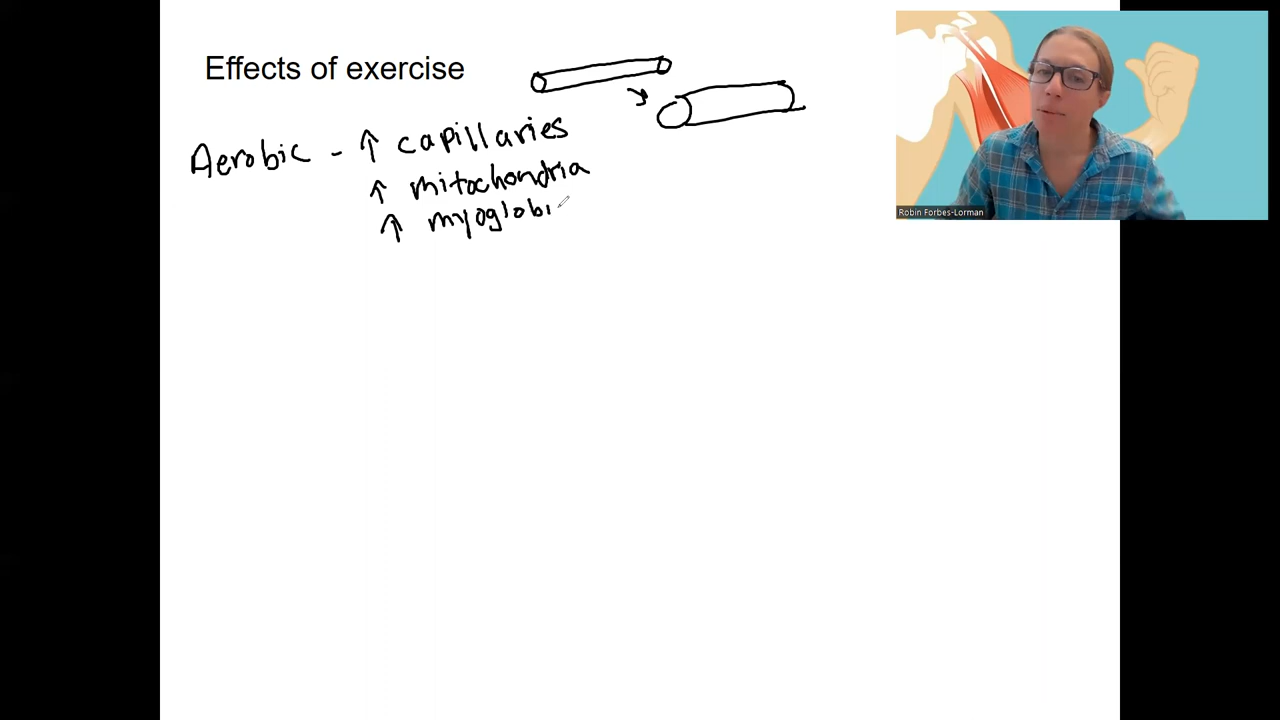 Effects of exercise
Aerobic - ↑ capillaries
↑ mitochondria
↑ myoglobi
Robin Forbes-Lorman